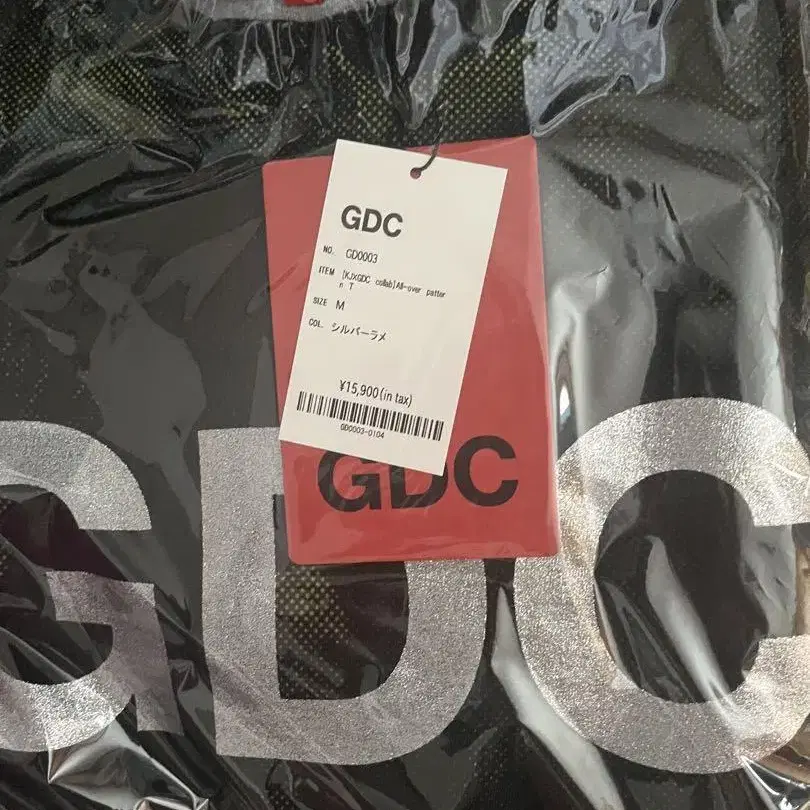 GDC
NO. GD0003
ITEM [KJXGDC collab]All-over patter
n T
SIZE M
COL. シルバーラメ
¥15,900(in tax)
GD0003-0104
GDC
GDC